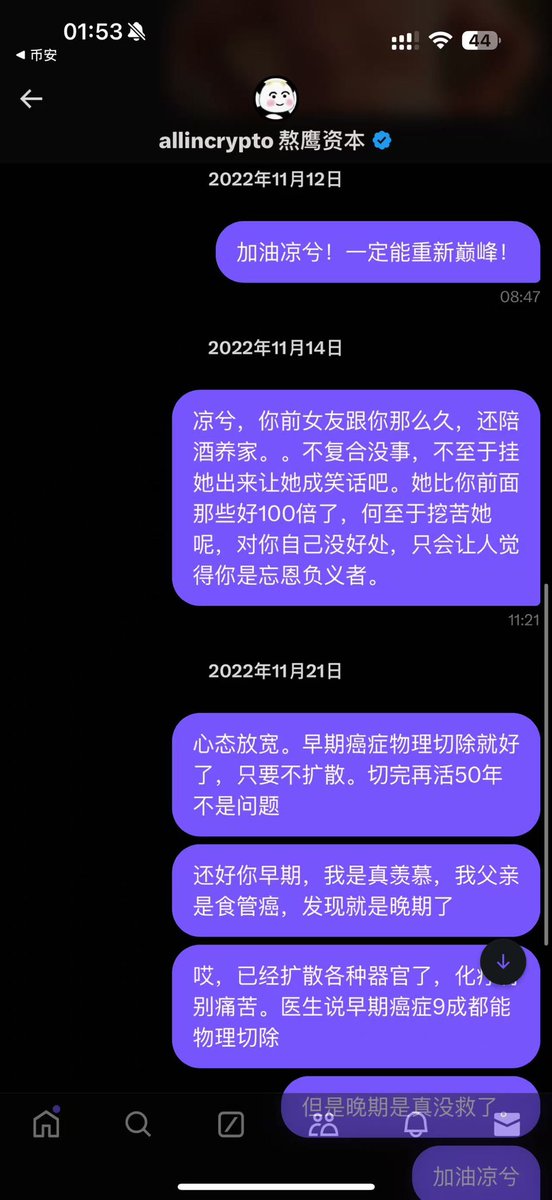 01:53
44
◀ 币安
allincrypto 熬鹰资本
2022年11月12日
加油凉兮！一定能重新巅峰！
08:47
2022年11月14日
凉兮，你前女友跟你那么久，还陪
酒养家。。不复合没事，不至于挂
她出来让她成笑话吧。她比你前面
那些好100倍了，何至于挖苦她
呢，对你自己没好处，只会让人觉
得你是忘恩负义者。
11:21
2022年11月21日
心态放宽。早期癌症物理切除就好
了，只要不扩散。切完再活50年
不是问题
还好你早期，我是真羡慕，我父亲
是食管癌，发现就是晚期了
哎，已经扩散各种器官了，化疗
别痛苦。医生说早期癌症9成都能
物理切除
但是晚期是真没救了
加油凉兮